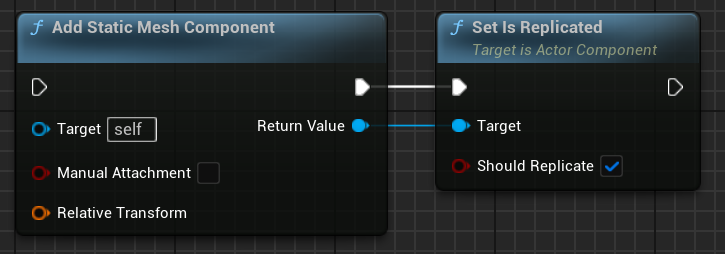 Add Static Mesh Component
Target self
Return Value
Manual Attachment
Relative Transform
Set Is Replicated
Target is Actor Component
Target
Should Replicate